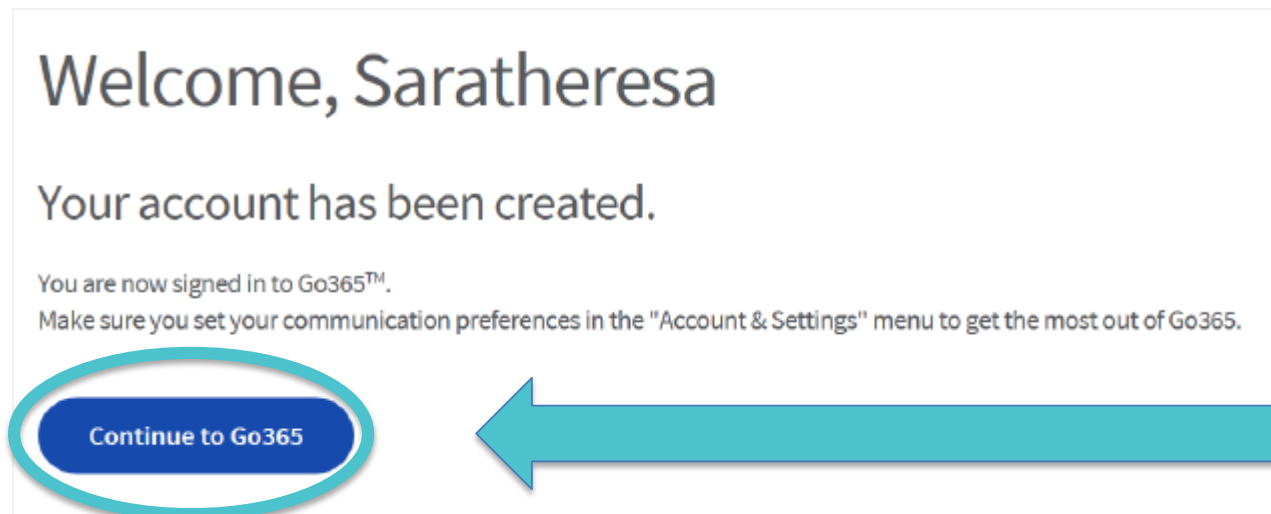 Welcome, Saratheresa
Your account has been created.
You are now signed in to Go365™.
Make sure you set your communication preferences in the "Account & Settings" menu to get the most out of Go365.
Continue to Go365